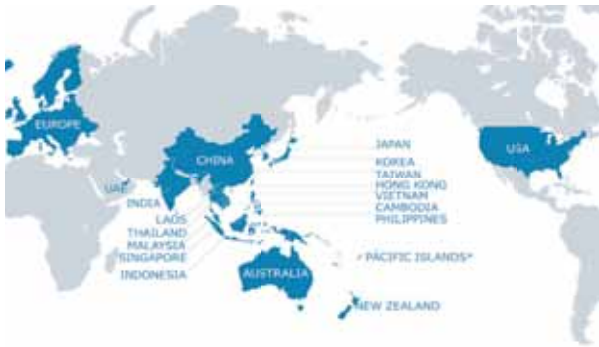 EUROPE
CHINA
USA
UAE
INDIA
LAOS
THAILAND
MALAYSIA
SINGAPORE
INDONESIA
JAPAN
KOREA
TAIWAN
HONG KONG
VIETNAM
CAMBODIA
PHILIPPINES
PACIFIC ISLANDS*
AUSTRALIA
NEW ZEALAND